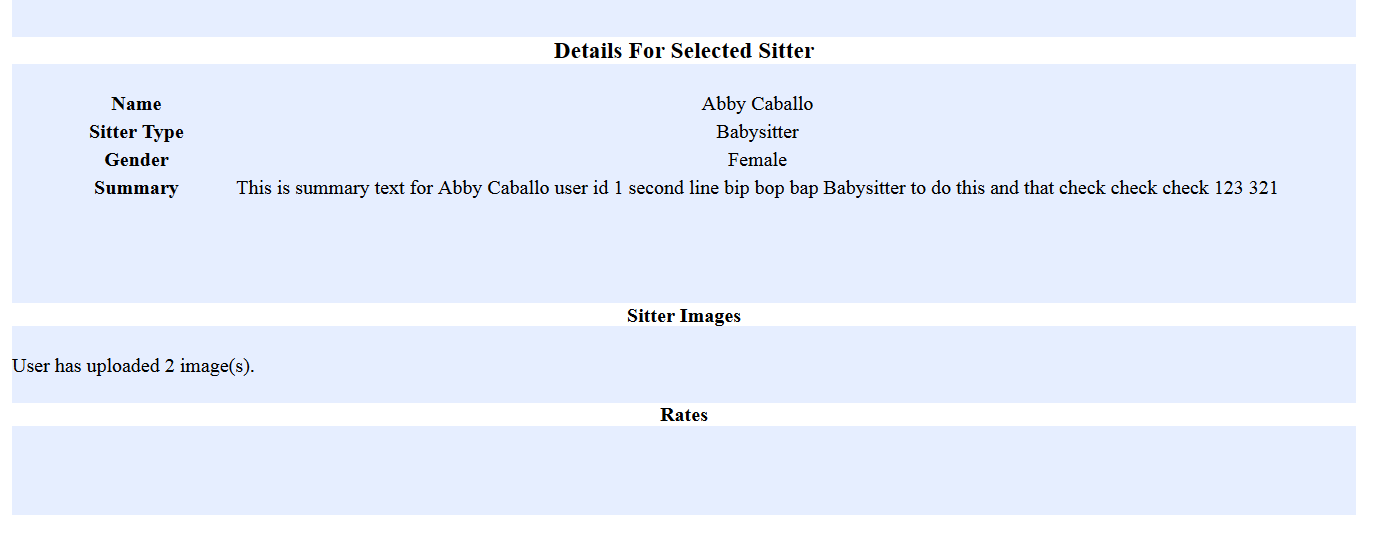 Details For Selected Sitter
Name Abby Caballo
Sitter Type Babysitter
Gender Female
Summary This is summary text for Abby Caballo user id 1 second line bip bop bap Babysitter to do this and that check check check 123 321
Sitter Images
User has uploaded 2 image(s).
Rates